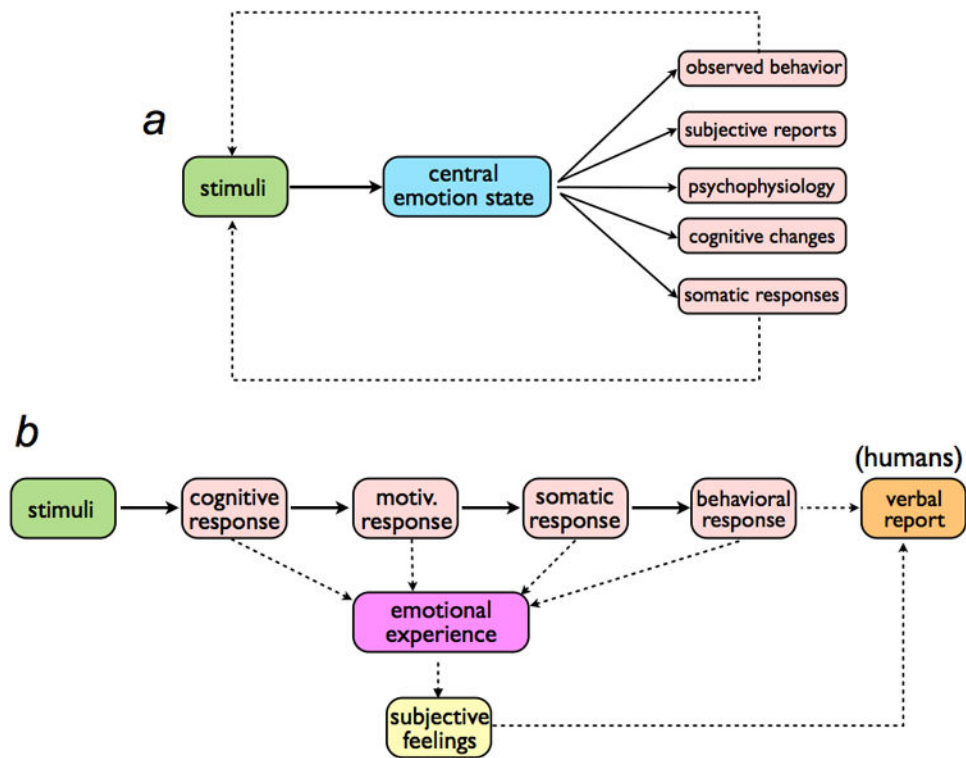 a
stimuli
central
emotion state
observed behavior
subjective reports
psychophysiology
cognitive changes
somatic responses
b
(humans)
stimuli
cognitive
response
motiv.
response
somatic
response
behavioral
response
verbal
report
emotional
experience
subjective
feelings